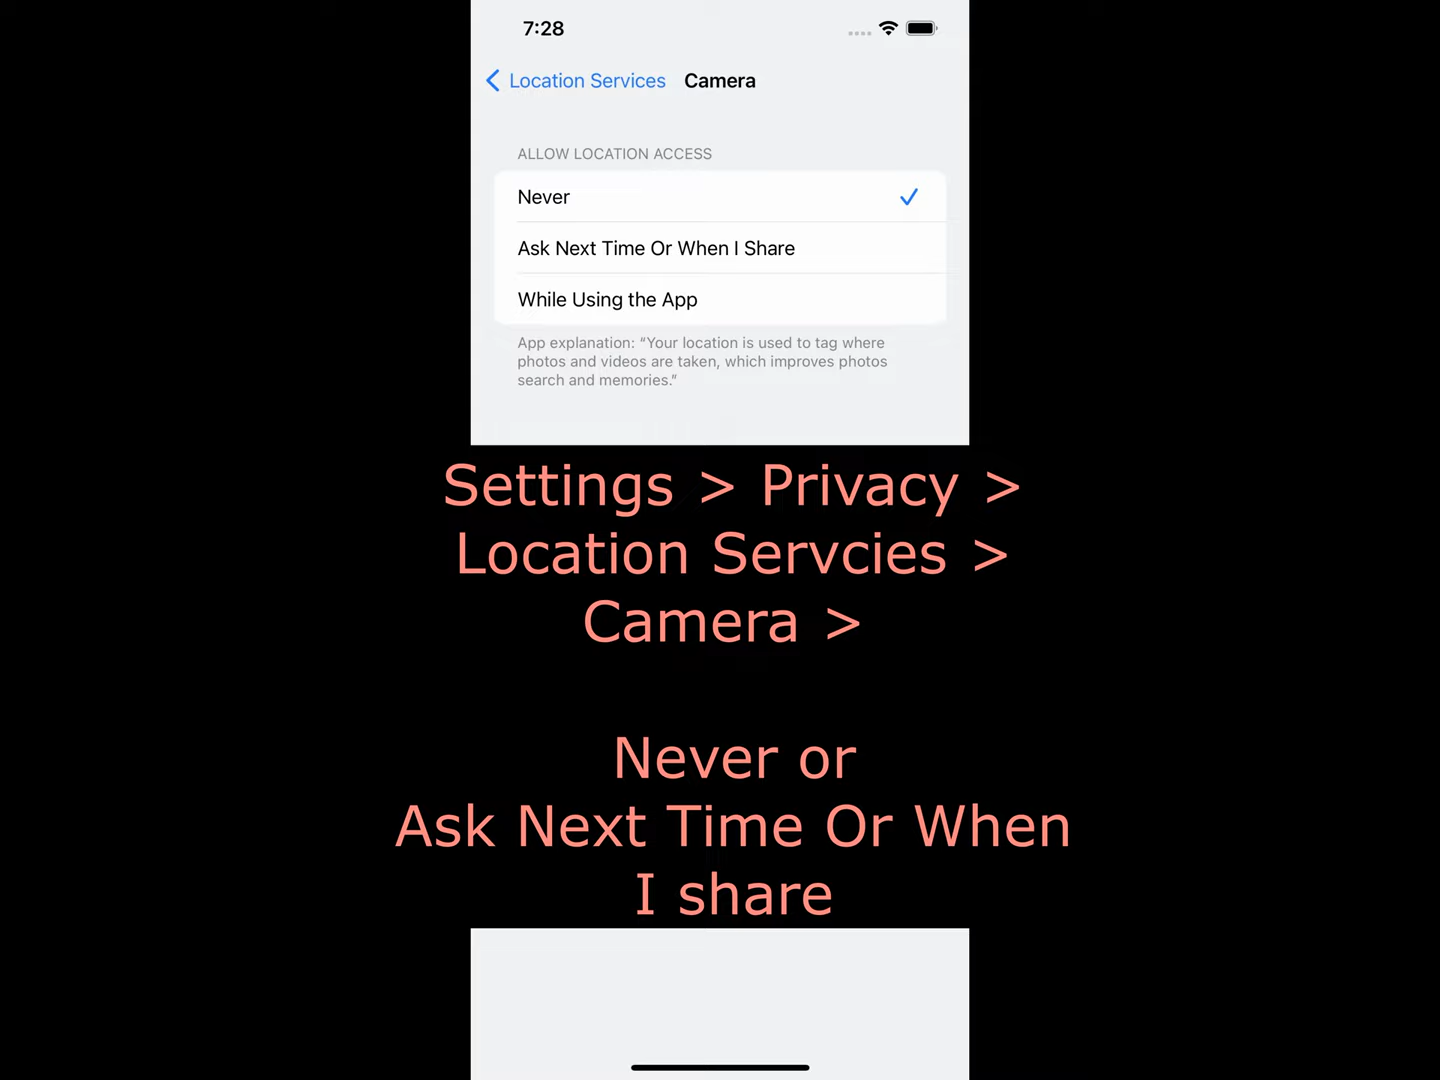 7:28
Location Services Camera
ALLOW LOCATION ACCESS
Never
Ask Next Time Or When I Share
While Using the App
App explanation: “Your location is used to tag where
photos and videos are taken, which improves photos
search and memories.”
Settings > Privacy >
Location Servcies >
Camera >
Never or
Ask Next Time Or When
I share